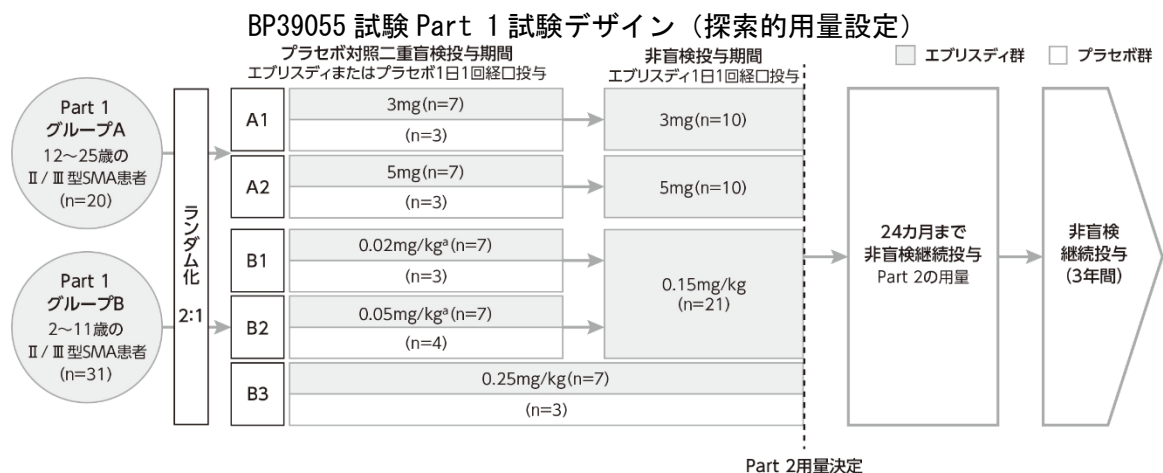 BP39055 試験 Part 1 試験デザイン（探索的用量設定）
プラセボ対照二重盲検投与期間
エブリスディまたはプラセボ1日1回経口投与
非盲検投与期間
エブリスディ1日1回経口投与
エブリスディ群
プラセボ群
Part 1
グループA
12～25歳の
Ⅱ/Ⅲ型SMA患者
(n=20)
Part 1
グループB
2～11歳の
Ⅱ/Ⅲ型SMA患者
(n=31)
ランダム化
2:1
A1
3mg(n=7)
(n=3)
3mg(n=10)
A2
5mg(n=7)
(n=3)
5mg(n=10)
B1
0.02mg/kgᵃ(n=7)
(n=3)
B2
0.05mg/kgᵃ(n=7)
(n=4)
0.15mg/kg
(n=21)
B3
0.25mg/kg(n=7)
(n=3)
24カ月まで
非盲検継続投与
Part 2の用量
非盲検
継続投与
(3年間)
Part 2用量決定